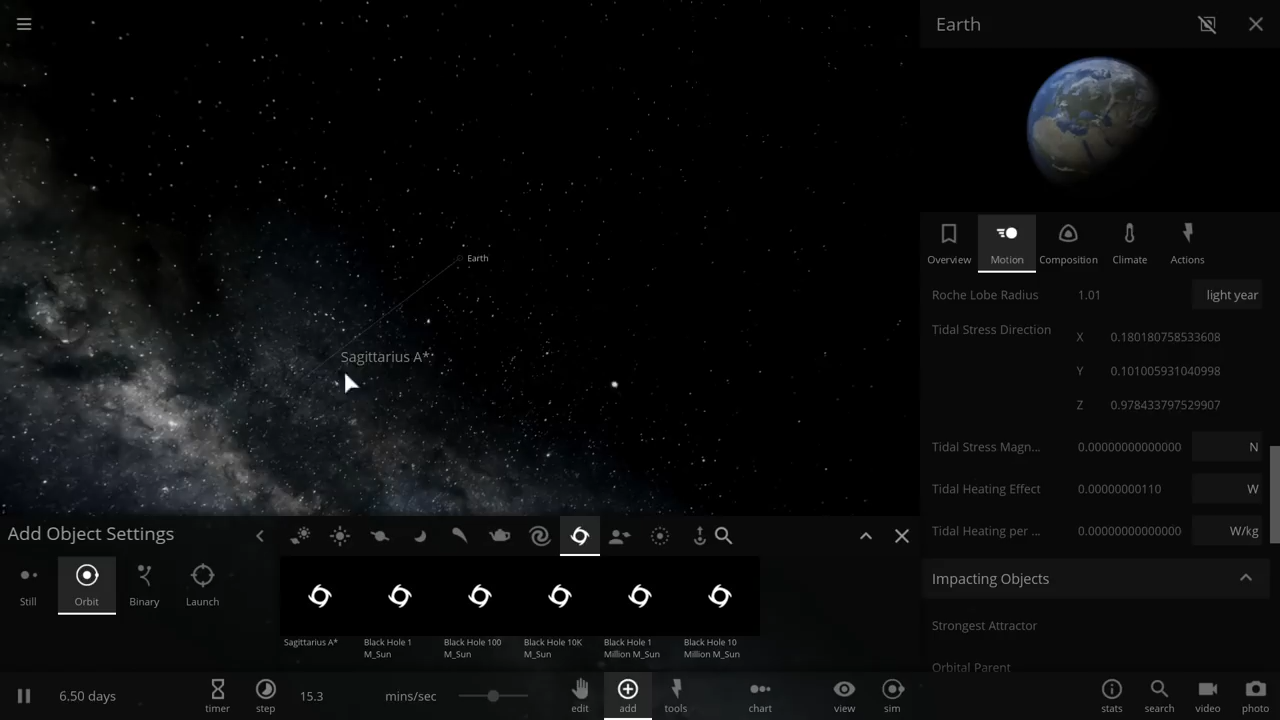 Earth
Earth
Sagittarius A*
Overview
Motion
Composition
Climate
Actions
Roche Lobe Radius 1.01 light year
Tidal Stress Direction
X 0.180180758533608
Y 0.101005931040998
Z 0.978433797529907
Tidal Stress Magn... 0.00000000000000 N
Tidal Heating Effect 0.00000000110 W
Tidal Heating per ... 0.00000000000000 W/kg
Impacting Objects
Strongest Attractor
Orbital Parent
Add Object Settings
Still
Orbit
Binary
Launch
Sagittarius A*
Black Hole 1
M_Sun
Black Hole 100
M_Sun
Black Hole 10K
M_Sun
Black Hole 1
Million M_Sun
Black Hole 10
Million M_Sun
6.50 days
timer
step
15.3 mins/sec
edit
add
tools
chart
view
sim
stats
search
video
photo